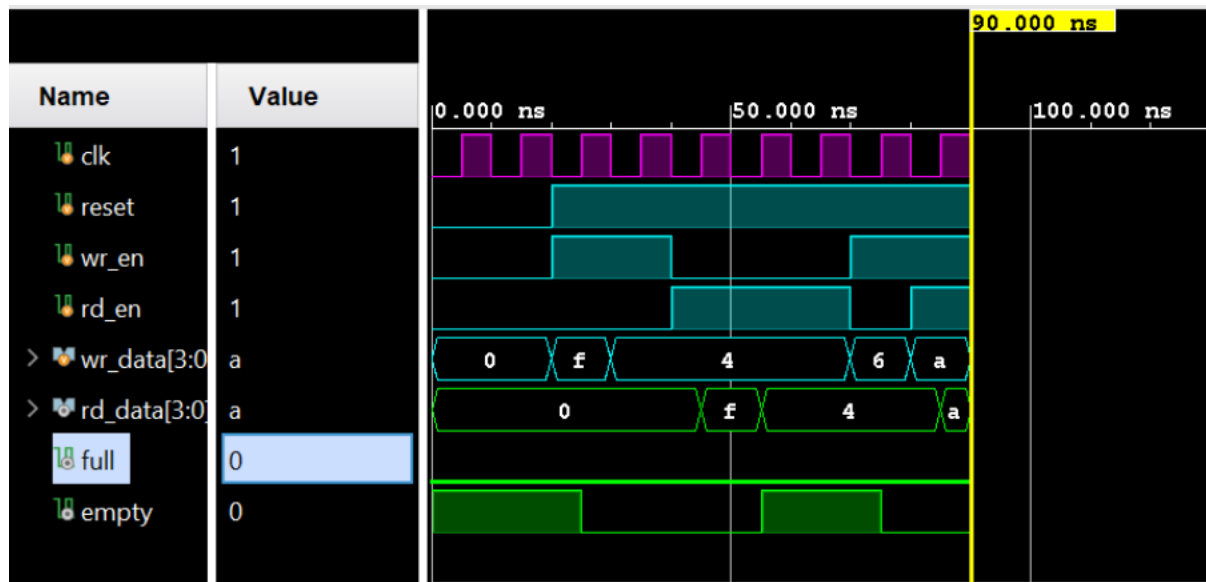 90.000 ns
Name Value 0.000 ns 50.000 ns 100.000 ns
clk 1
reset 1
wr_en 1
rd_en 1
wr_data[3:0 a 0 f 4 6 a
rd_data[3:0] a 0 f 4 a
full 0
empty 0